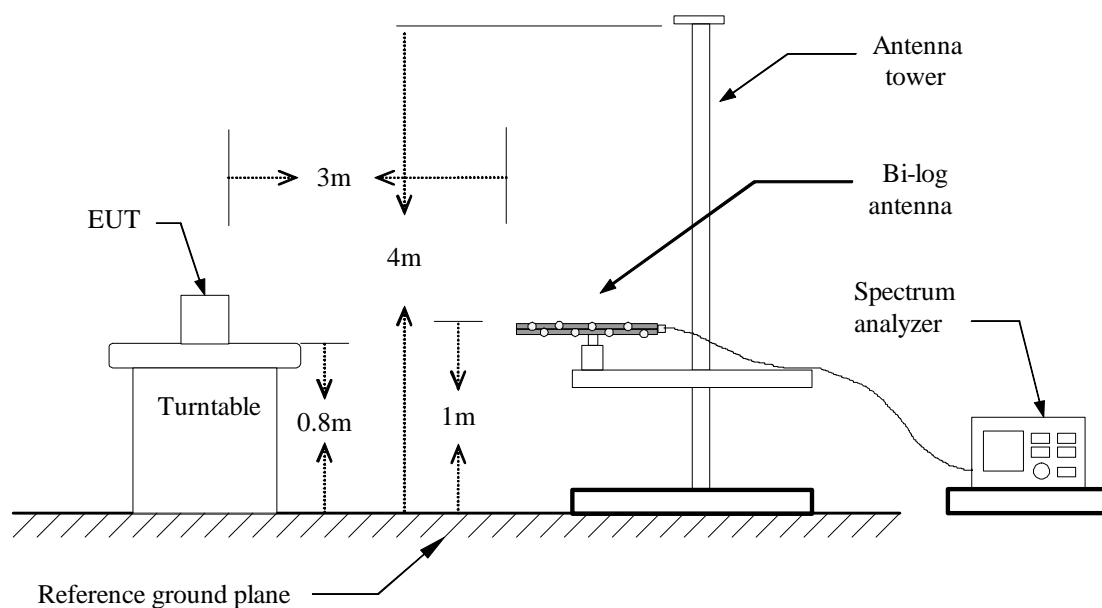 Antenna
tower
3m
Bi-log
antenna
EUT
4m
Spectrum
analyzer
Turntable
0.8m
1m
Reference ground plane